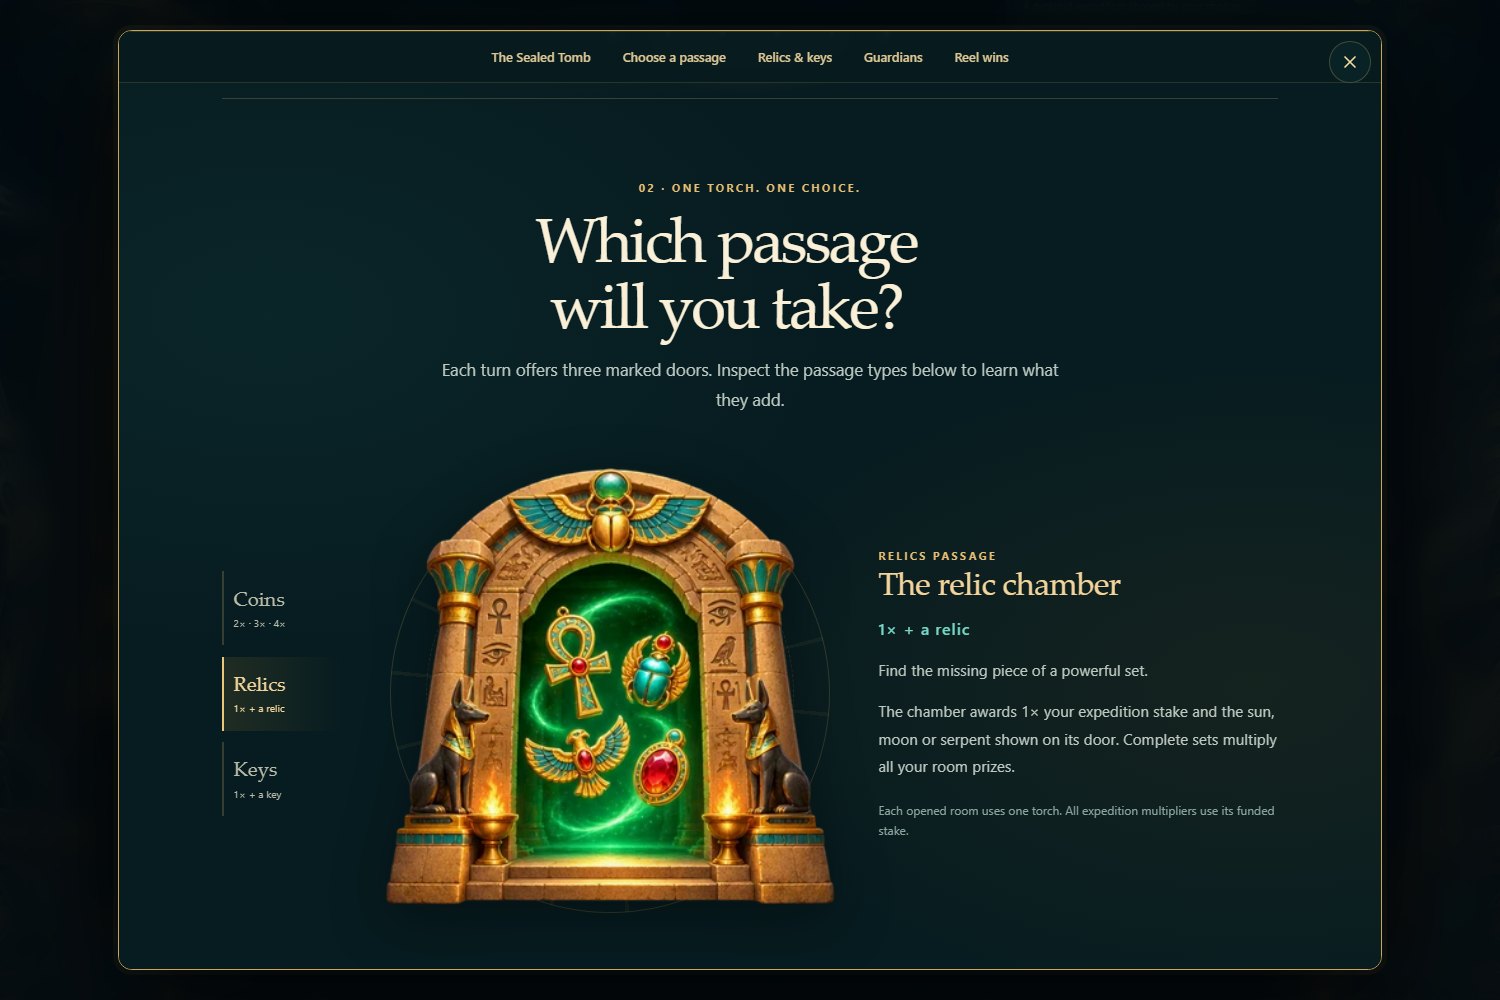 The Sealed Tomb
Choose a passage
Relics & keys
Guardians
Reel wins
02 · ONE TORCH. ONE CHOICE.
Which passage
will you take?
Each turn offers three marked doors. Inspect the passage types below to learn what
they add.
Coins
2× · 3× · 4×
Relics
1× + a relic
Keys
1× + a key
RELICS PASSAGE
The relic chamber
1× + a relic
Find the missing piece of a powerful set.
The chamber awards 1× your expedition stake and the sun,
moon or serpent shown on its door. Complete sets multiply
all your room prizes.
Each opened room uses one torch. All expedition multipliers use its funded
stake.